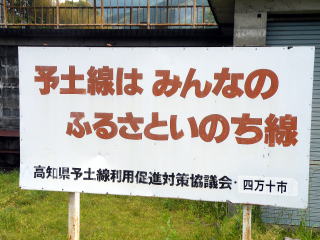 予土線は みんなの
ふるさといのち線
高知県予土線利用促進対策協議会・四万十市